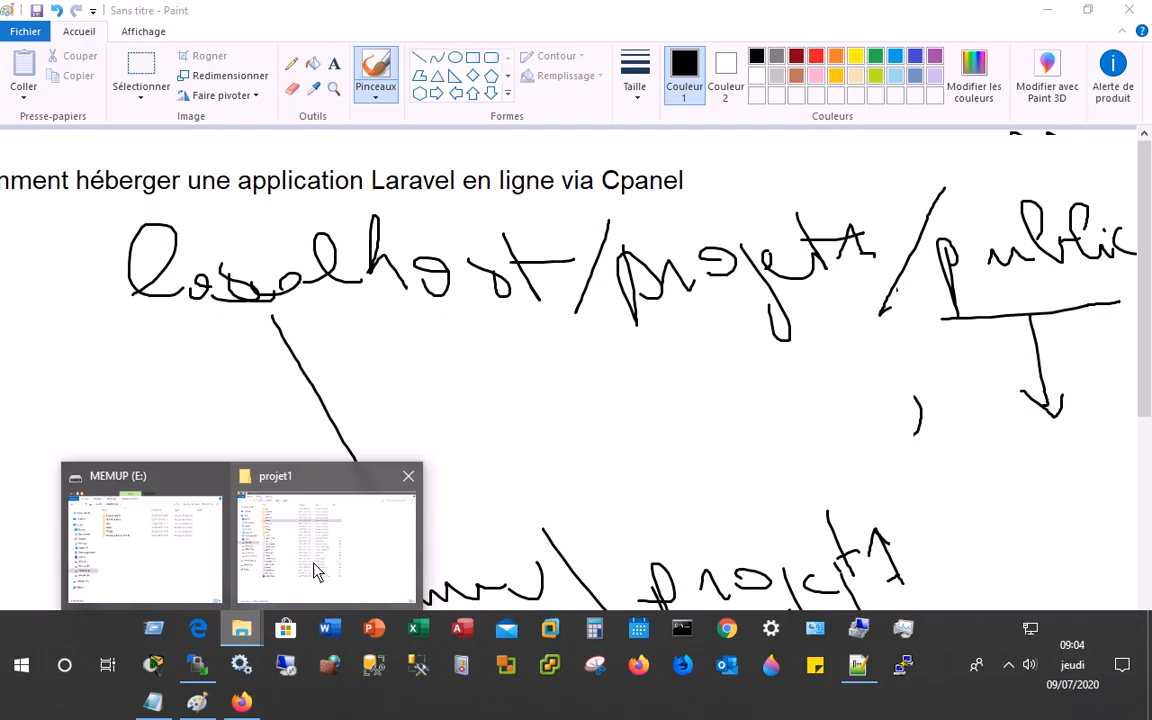 Sans titre - Paint
Fichier Accueil Affichage
Coller
Couper
Copier
Presse-papiers
Sélectionner
Rogner
Redimensionner
Faire pivoter
Image
Outils
Pinceaux
Contour
Remplissage
Formes
Taille
Couleur 1
Couleur 2
Modifier les couleurs
Couleurs
Modifier avec Paint 3D
Alerte de produit
mment héberger une application Laravel en ligne via Cpanel
localhost/projet1/public
MEMUP (E:)
projet1
projet1
09:04
jeudi
09/07/2020